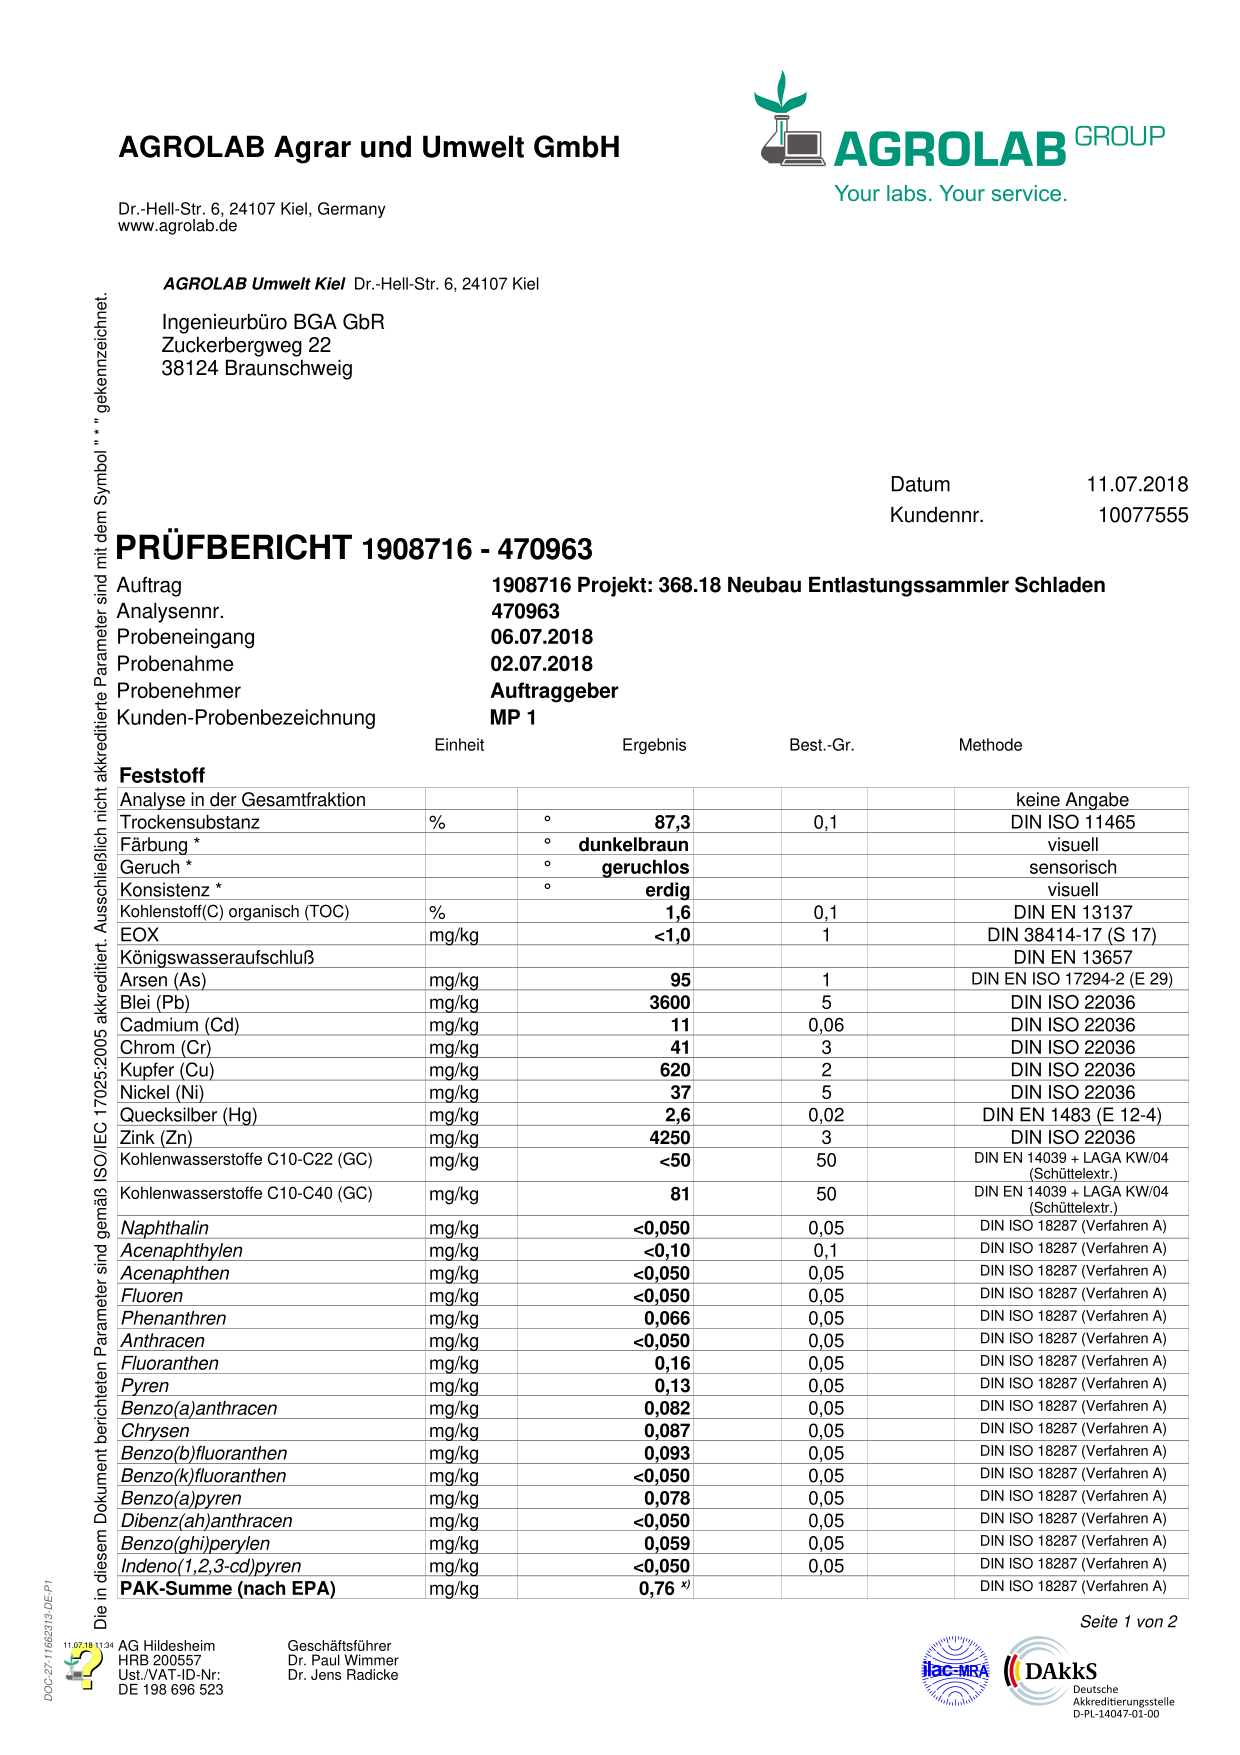 AGROLAB GROUP
Your labs. Your service.
AGROLAB Agrar und Umwelt GmbH
Dr.-Hell-Str. 6, 24107 Kiel, Germany
www.agrolab.de
AGROLAB Umwelt Kiel Dr.-Hell-Str. 6, 24107 Kiel
Ingenieurbüro BGA GbR
Zuckerbergweg 22
38124 Braunschweig
Datum 11.07.2018
Kundennr. 10077555
PRÜFBERICHT 1908716 - 470963
Auftrag 1908716 Projekt: 368.18 Neubau Entlastungssammler Schladen
Analysennr. 470963
Probeneingang 06.07.2018
Probenahme 02.07.2018
Probenehmer Auftraggeber
Kunden-Probenbezeichnung MP 1
Einheit Ergebnis Best.-Gr. Methode
Feststoff
Analyse in der Gesamtfraktion keine Angabe
Trockensubstanz % ° 87,3 0,1 DIN ISO 11465
Färbung * ° dunkelbraun visuell
Geruch * ° geruchlos sensorisch
Konsistenz * ° erdig visuell
Kohlenstoff(C) organisch (TOC) % 1,6 0,1 DIN EN 13137
EOX mg/kg <1,0 1 DIN 38414-17 (S 17)
Königswasseraufschluß DIN EN 13657
Arsen (As) mg/kg 95 1 DIN EN ISO 17294-2 (E 29)
Blei (Pb) mg/kg 3600 5 DIN ISO 22036
Cadmium (Cd) mg/kg 11 0,06 DIN ISO 22036
Chrom (Cr) mg/kg 41 3 DIN ISO 22036
Kupfer (Cu) mg/kg 620 2 DIN ISO 22036
Nickel (Ni) mg/kg 37 5 DIN ISO 22036
Quecksilber (Hg) mg/kg 2,6 0,02 DIN EN 1483 (E 12-4)
Zink (Zn) mg/kg 4250 3 DIN ISO 22036
Kohlenwasserstoffe C10-C22 (GC) mg/kg <50 50 DIN EN 14039 + LAGA KW/04
(Schüttelextr.)
Kohlenwasserstoffe C10-C40 (GC) mg/kg 81 50 DIN EN 14039 + LAGA KW/04
(Schüttelextr.)
Naphthalin mg/kg <0,050 0,05 DIN ISO 18287 (Verfahren A)
Acenaphthylen mg/kg <0,10 0,1 DIN ISO 18287 (Verfahren A)
Acenaphthen mg/kg <0,050 0,05 DIN ISO 18287 (Verfahren A)
Fluoren mg/kg <0,050 0,05 DIN ISO 18287 (Verfahren A)
Phenanthren mg/kg 0,066 0,05 DIN ISO 18287 (Verfahren A)
Anthracen mg/kg <0,050 0,05 DIN ISO 18287 (Verfahren A)
Fluoranthen mg/kg 0,16 0,05 DIN ISO 18287 (Verfahren A)
Pyren mg/kg 0,13 0,05 DIN ISO 18287 (Verfahren A)
Benzo(a)anthracen mg/kg 0,082 0,05 DIN ISO 18287 (Verfahren A)
Chrysen mg/kg 0,087 0,05 DIN ISO 18287 (Verfahren A)
Benzo(b)fluoranthen mg/kg 0,093 0,05 DIN ISO 18287 (Verfahren A)
Benzo(k)fluoranthen mg/kg <0,050 0,05 DIN ISO 18287 (Verfahren A)
Benzo(a)pyren mg/kg 0,078 0,05 DIN ISO 18287 (Verfahren A)
Dibenz(ah)anthracen mg/kg <0,050 0,05 DIN ISO 18287 (Verfahren A)
Benzo(ghi)perylen mg/kg 0,059 0,05 DIN ISO 18287 (Verfahren A)
Indeno(1,2,3-cd)pyren mg/kg <0,050 0,05 DIN ISO 18287 (Verfahren A)
PAK-Summe (nach EPA) mg/kg 0,76 x) DIN ISO 18287 (Verfahren A)
Seite 1 von 2
Die in diesem Dokument berichteten Parameter sind gemäß ISO/IEC 17025:2005 akkreditiert. Ausschließlich nicht akkreditierte Parameter sind mit dem Symbol " * " gekennzeichnet.
DOC-27-11662313-DE-P1
11.07.18 11:34
AG Hildesheim
HRB 200557
Ust./VAT-ID-Nr:
DE 198 696 523
Geschäftsführer
Dr. Paul Wimmer
Dr. Jens Radicke
ilac-MRA
DAkkS
Deutsche
Akkreditierungsstelle
D-PL-14047-01-00